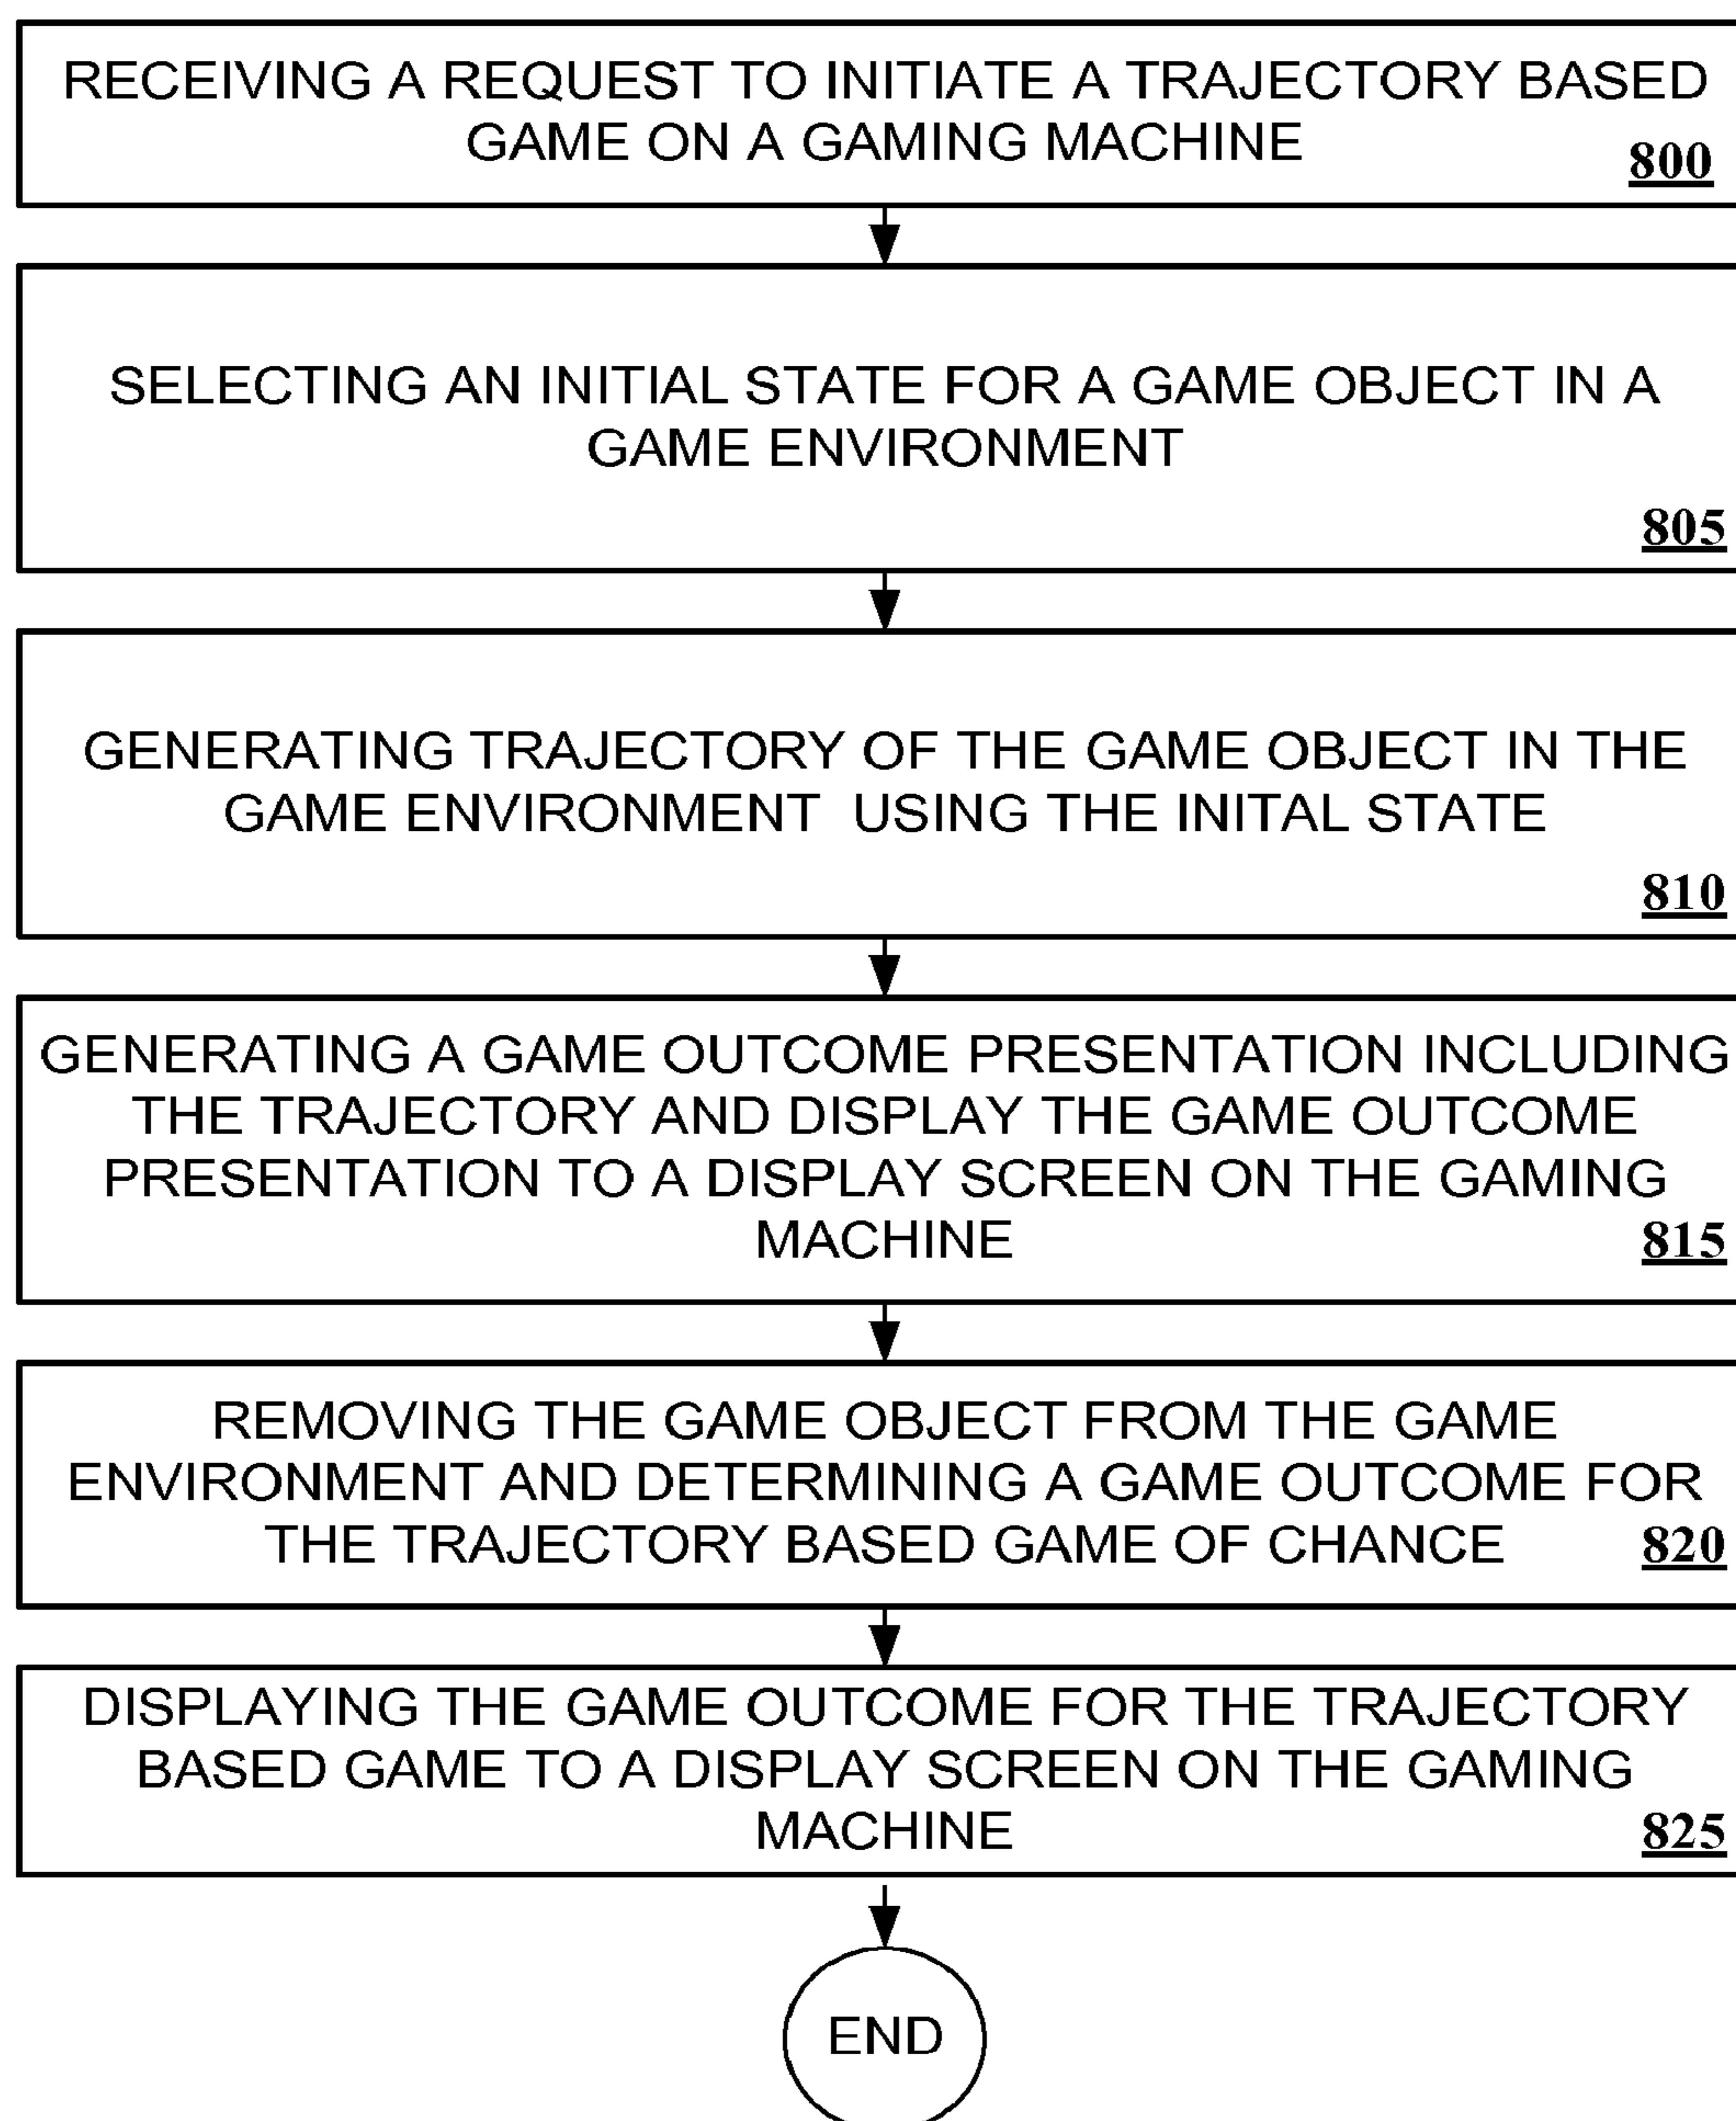 RECEIVING A REQUEST TO INITIATE A TRAJECTORY BASED
GAME ON A GAMING MACHINE
800
SELECTING AN INITIAL STATE FOR A GAME OBJECT IN A
GAME ENVIRONMENT
805
GENERATING TRAJECTORY OF THE GAME OBJECT IN THE
GAME ENVIRONMENT USING THE INITAL STATE
810
GENERATING A GAME OUTCOME PRESENTATION INCLUDING
THE TRAJECTORY AND DISPLAY THE GAME OUTCOME
PRESENTATION TO A DISPLAY SCREEN ON THE GAMING
MACHINE
815
REMOVING THE GAME OBJECT FROM THE GAME
ENVIRONMENT AND DETERMINING A GAME OUTCOME FOR
THE TRAJECTORY BASED GAME OF CHANCE
820
DISPLAYING THE GAME OUTCOME FOR THE TRAJECTORY
BASED GAME TO A DISPLAY SCREEN ON THE GAMING
MACHINE
825
END